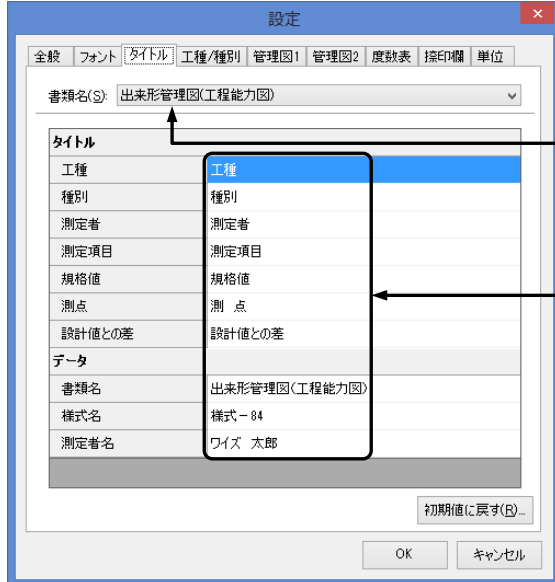 設定
全般 フォント タイトル 工種/種別 管理図1 管理図2 度数表 捺印欄 単位
書類名(S): 出来形管理図(工程能力図)
タイトル
工種 工種
種別 種別
測定者 測定者
測定項目 測定項目
規格値 規格値
測点 測　点
設計値との差 設計値との差
データ
書類名 出来形管理図(工程能力図)
様式名 様式－84
測定者名 ワイズ　太郎
初期値に戻す(R)...
OK キャンセル